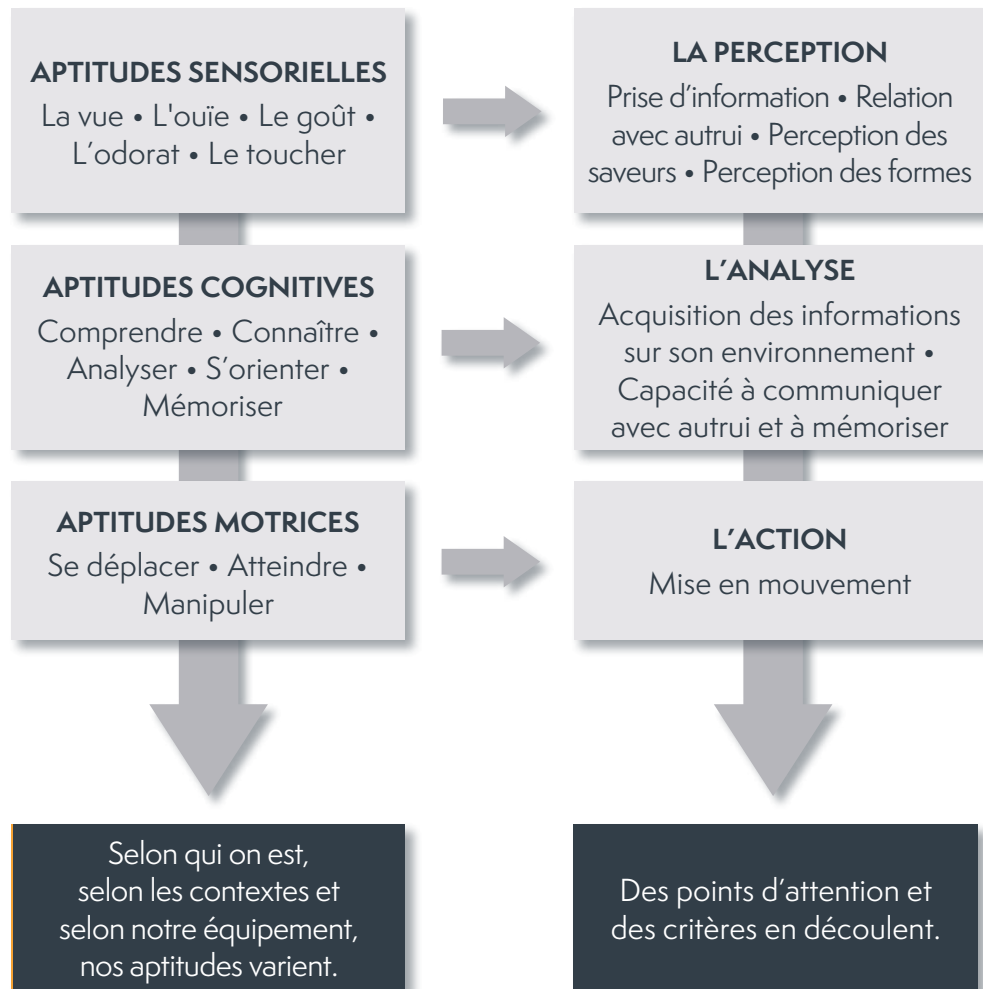 APTITUDES SENSORIELLES
La vue • L'ouïe • Le goût •
L’odorat • Le toucher
LA PERCEPTION
Prise d’information • Relation
avec autrui • Perception des
saveurs • Perception des formes
APTITUDES COGNITIVES
Comprendre • Connaître •
Analyser • S’orienter •
Mémoriser
L’ANALYSE
Acquisition des informations
sur son environnement •
Capacité à communiquer
avec autrui et à mémoriser
APTITUDES MOTRICES
Se déplacer • Atteindre •
Manipuler
L’ACTION
Mise en mouvement
Selon qui on est,
selon les contextes et
selon notre équipement,
nos aptitudes varient.
Des points d’attention et
des critères en découlent.